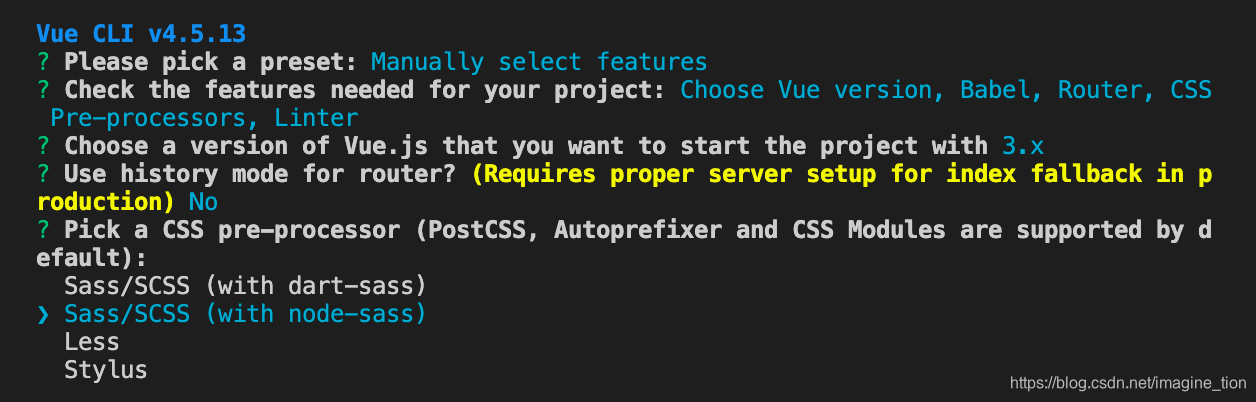 Vue CLI v4.5.13
? Please pick a preset: Manually select features
? Check the features needed for your project: Choose Vue version, Babel, Router, CSS
Pre-processors, Linter
? Choose a version of Vue.js that you want to start the project with 3.x
? Use history mode for router? (Requires proper server setup for index fallback in p
roduction) No
? Pick a CSS pre-processor (PostCSS, Autoprefixer and CSS Modules are supported by d
efault):
Sass/SCSS (with dart-sass)
❯ Sass/SCSS (with node-sass)
Less
Stylus
https://blog.csdn.net/imagine_tion